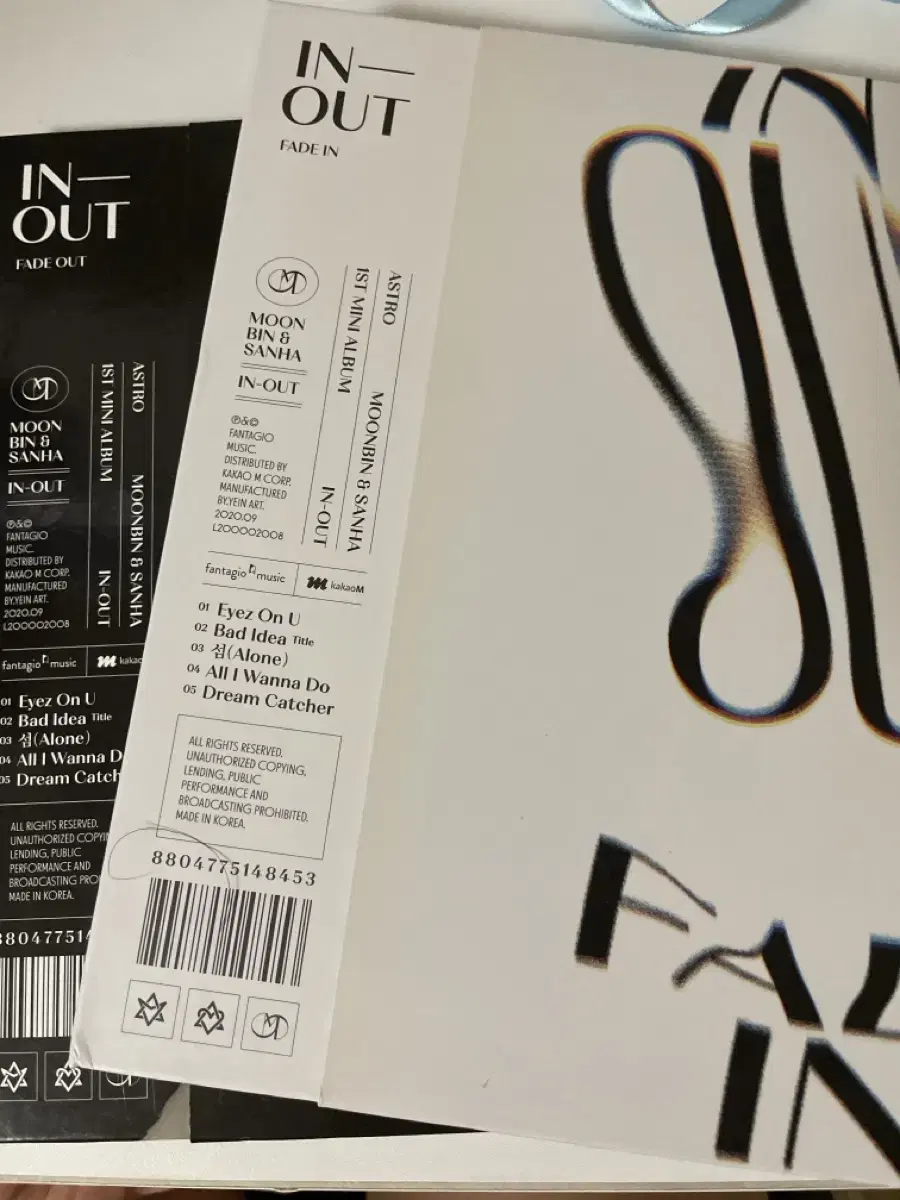 IN—
OUT
FADE OUT
MOON
BIN &
SANHA
IN-OUT
℗&©
FANTAGIO
MUSIC.
DISTRIBUTED BY
KAKAO M CORP.
MANUFACTURED
BY.YEIN ART.
2020.09
L200002008
1ST MINI ALBUM IN-OUT
ASTRO MOONBIN & SANHA
fantagio music kakao
01 Eyez On U
02 Bad Idea Title
03 섬(Alone)
04 All I Wanna D
05 Dream Catch
ALL RIGHTS RESERVED.
UNAUTHORIZED COPYI
LENDING, PUBLIC
PERFORMANCE AND
BROADCASTING PRO
MADE IN KOREA.
880477514
IN—
OUT
FADE IN
MOON
BIN &
SANHA
IN-OUT
℗&©
FANTAGIO
MUSIC.
DISTRIBUTED BY
KAKAO M CORP.
MANUFACTURED
BY.YEIN ART.
2020.09
L200002008
1ST MINI ALBUM IN-OUT
ASTRO MOONBIN & SANHA
fantagio music kakaoM
01 Eyez On U
02 Bad Idea Title
03 섬(Alone)
04 All I Wanna Do
05 Dream Catcher
ALL RIGHTS RESERVED.
UNAUTHORIZED COPYING,
LENDING, PUBLIC
PERFORMANCE AND
BROADCASTING PROHIBITED.
MADE IN KOREA.
8804775148453